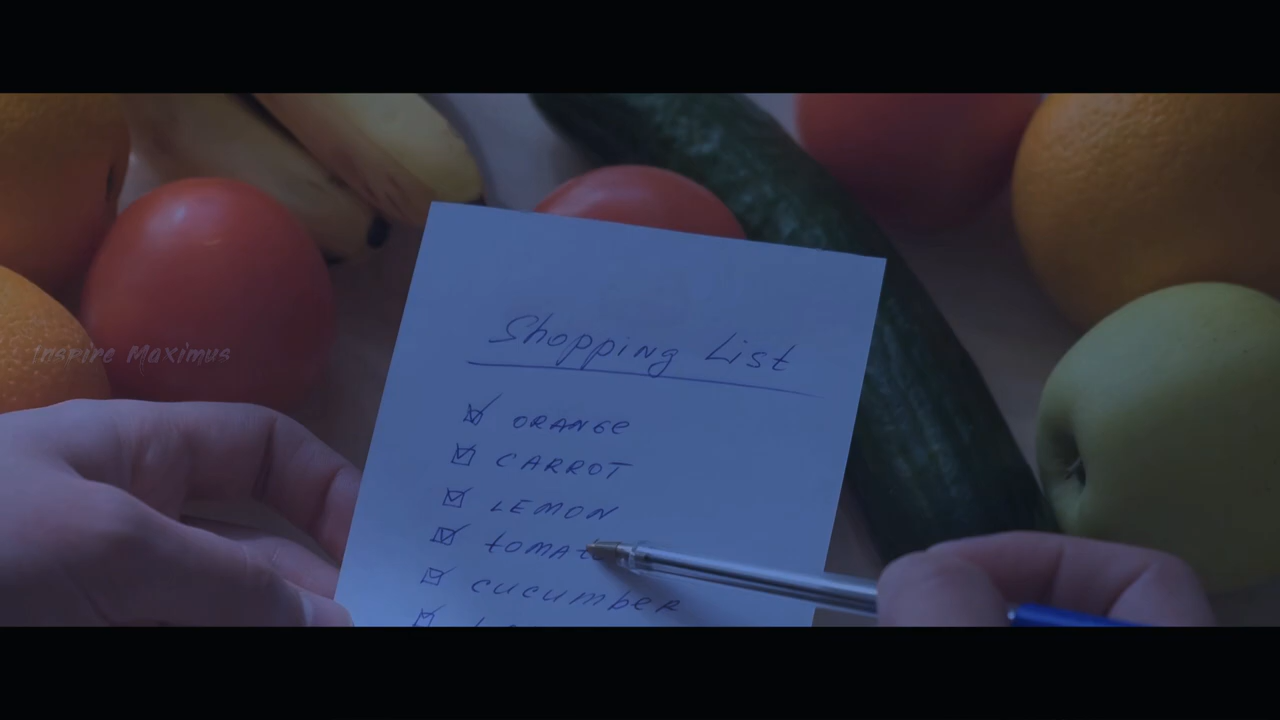 Shopping List
ORANGE
CARROT
LEMON
CUCUMBER
Inspire Maximus